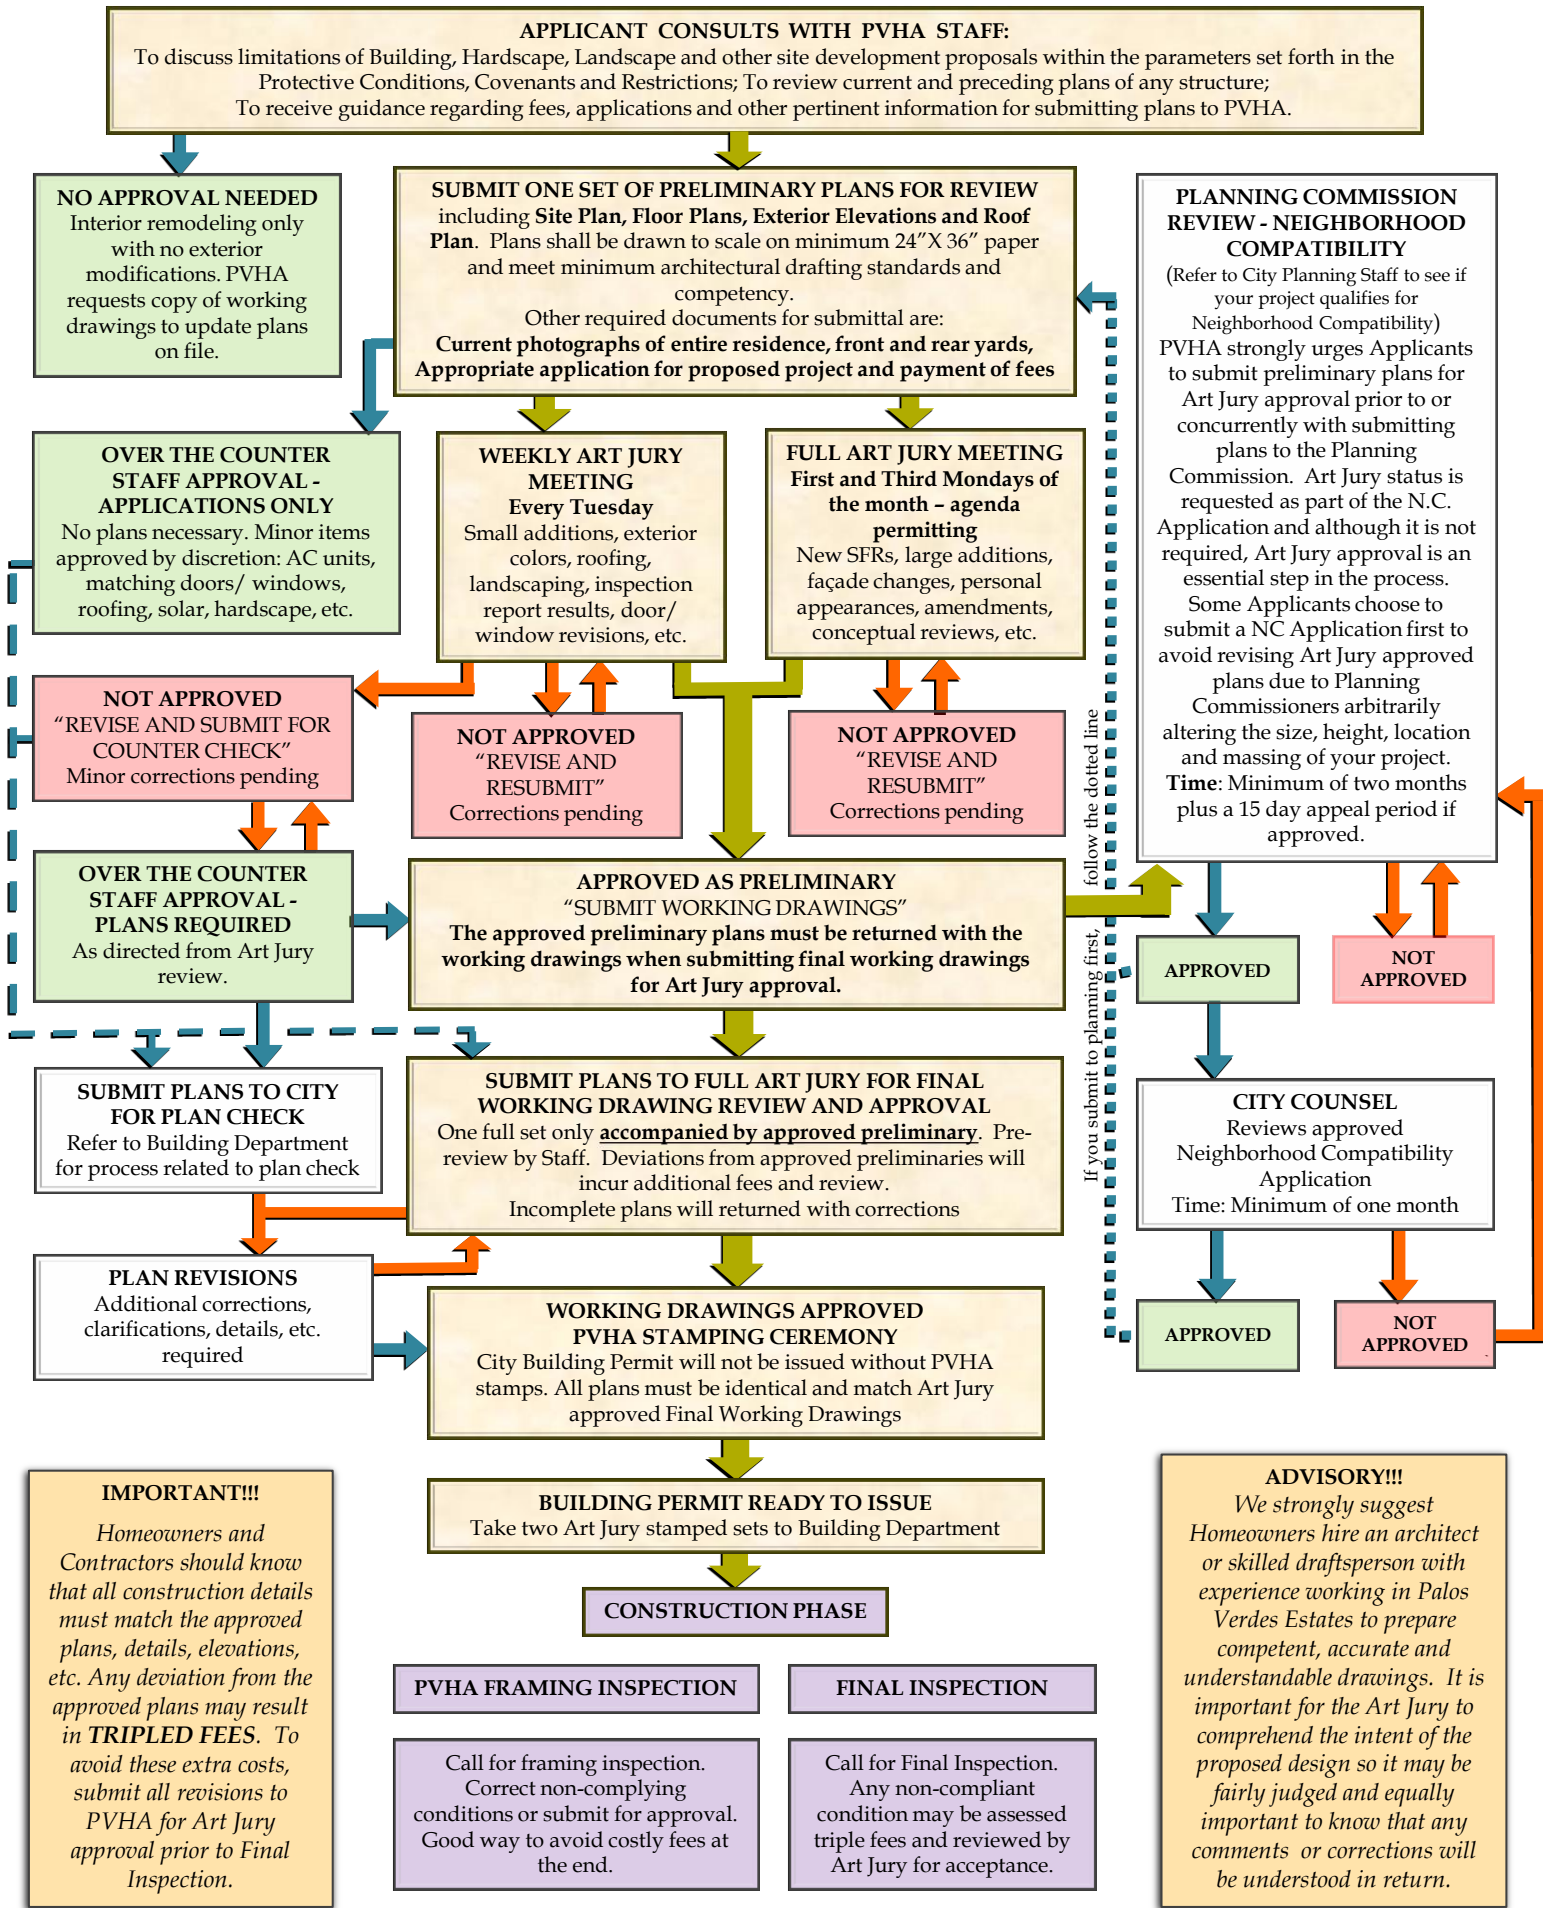 APPLICANT CONSULTS WITH PVHA STAFF:
To discuss limitations of Building, Hardscape, Landscape and other site development proposals within the parameters set forth in the
Protective Conditions, Covenants and Restrictions; To review current and preceding plans of any structure;
To receive guidance regarding fees, applications and other pertinent information for submitting plans to PVHA.
NO APPROVAL NEEDED
Interior remodeling only
with no exterior
modifications. PVHA
requests copy of working
drawings to update plans
on file.
SUBMIT ONE SET OF PRELIMINARY PLANS FOR REVIEW
including Site Plan, Floor Plans, Exterior Elevations and Roof
Plan. Plans shall be drawn to scale on minimum 24”X 36” paper
and meet minimum architectural drafting standards and
competency.
Other required documents for submittal are:
Current photographs of entire residence, front and rear yards,
Appropriate application for proposed project and payment of fees
PLANNING COMMISSION
REVIEW - NEIGHBORHOOD
COMPATIBILITY
(Refer to City Planning Staff to see if
your project qualifies for
Neighborhood Compatibility)
PVHA strongly urges Applicants
to submit preliminary plans for
Art Jury approval prior to or
concurrently with submitting
plans to the Planning
Commission. Art Jury status is
requested as part of the N.C.
Application and although it is not
required, Art Jury approval is an
essential step in the process.
Some Applicants choose to
submit a NC Application first to
avoid revising Art Jury approved
plans due to Planning
Commissioners arbitrarily
altering the size, height, location
and massing of your project.
Time: Minimum of two months
plus a 15 day appeal period if
approved.
OVER THE COUNTER
STAFF APPROVAL -
APPLICATIONS ONLY
No plans necessary. Minor items
approved by discretion: AC units,
matching doors/ windows,
roofing, solar, hardscape, etc.
WEEKLY ART JURY
MEETING
Every Tuesday
Small additions, exterior
colors, roofing,
landscaping, inspection
report results, door/
window revisions, etc.
FULL ART JURY MEETING
First and Third Mondays of
the month – agenda
permitting
New SFRs, large additions,
façade changes, personal
appearances, amendments,
conceptual reviews, etc.
NOT APPROVED
“REVISE AND SUBMIT FOR
COUNTER CHECK”
Minor corrections pending
NOT APPROVED
“REVISE AND
RESUBMIT”
Corrections pending
NOT APPROVED
“REVISE AND
RESUBMIT”
Corrections pending
If you submit to planning first, follow the dotted line
OVER THE COUNTER
STAFF APPROVAL -
PLANS REQUIRED
As directed from Art Jury
review.
APPROVED AS PRELIMINARY
“SUBMIT WORKING DRAWINGS”
The approved preliminary plans must be returned with the
working drawings when submitting final working drawings
for Art Jury approval.
APPROVED
NOT
APPROVED
SUBMIT PLANS TO CITY
FOR PLAN CHECK
Refer to Building Department
for process related to plan check
SUBMIT PLANS TO FULL ART JURY FOR FINAL
WORKING DRAWING REVIEW AND APPROVAL
One full set only accompanied by approved preliminary. Pre-
review by Staff. Deviations from approved preliminaries will
incur additional fees and review.
Incomplete plans will returned with corrections
CITY COUNSEL
Reviews approved
Neighborhood Compatibility
Application
Time: Minimum of one month
PLAN REVISIONS
Additional corrections,
clarifications, details, etc.
required
WORKING DRAWINGS APPROVED
PVHA STAMPING CEREMONY
City Building Permit will not be issued without PVHA
stamps. All plans must be identical and match Art Jury
approved Final Working Drawings
APPROVED
NOT
APPROVED
BUILDING PERMIT READY TO ISSUE
Take two Art Jury stamped sets to Building Department
CONSTRUCTION PHASE
IMPORTANT!!!
Homeowners and
Contractors should know
that all construction details
must match the approved
plans, details, elevations,
etc. Any deviation from the
approved plans may result
in TRIPLED FEES. To
avoid these extra costs,
submit all revisions to
PVHA for Art Jury
approval prior to Final
Inspection.
PVHA FRAMING INSPECTION
Call for framing inspection.
Correct non-complying
conditions or submit for approval.
Good way to avoid costly fees at
the end.
FINAL INSPECTION
Call for Final Inspection.
Any non-compliant
condition may be assessed
triple fees and reviewed by
Art Jury for acceptance.
ADVISORY!!!
We strongly suggest
Homeowners hire an architect
or skilled draftsperson with
experience working in Palos
Verdes Estates to prepare
competent, accurate and
understandable drawings. It is
important for the Art Jury to
comprehend the intent of the
proposed design so it may be
fairly judged and equally
important to know that any
comments or corrections will
be understood in return.